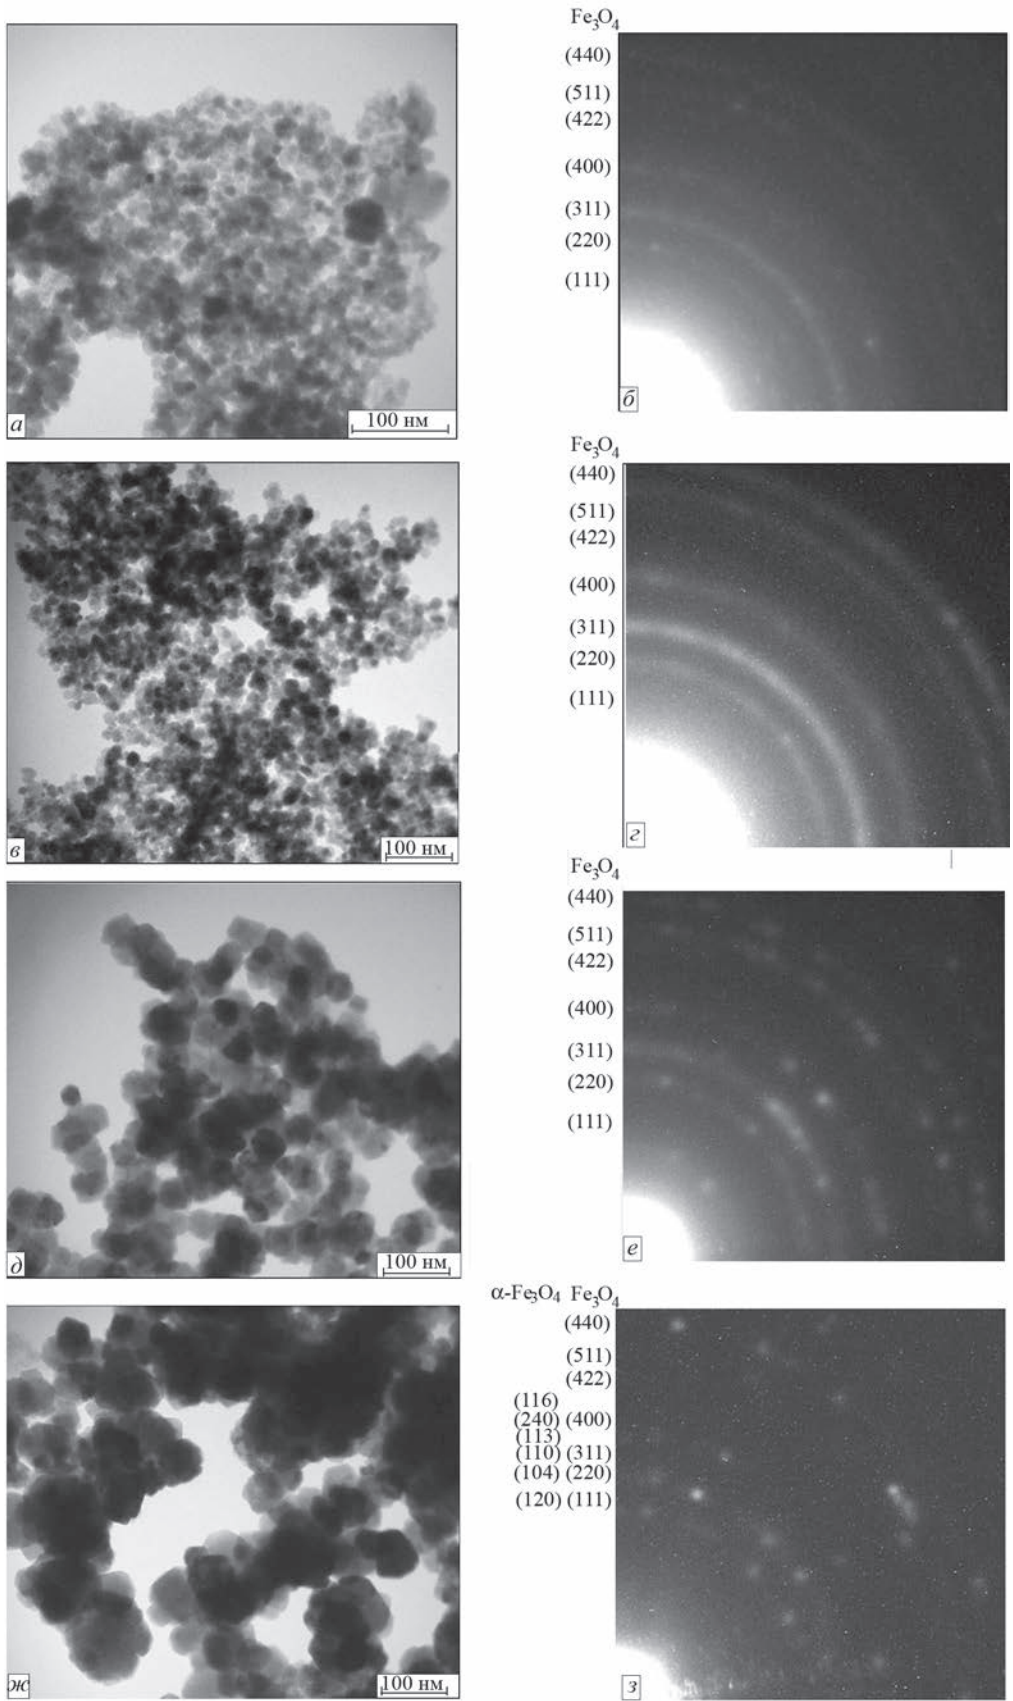 Fe₃O₄
(440)
(511)
(422)
(400)
(311)
(220)
(111)
а
100 нм
б
Fe₃O₄
(440)
(511)
(422)
(400)
(311)
(220)
(111)
в
100 нм
г
Fe₃O₄
(440)
(511)
(422)
(400)
(311)
(220)
(111)
д
100 нм
е
α-Fe₃O₄ Fe₃O₄
(440)
(511)
(422)
(116)
(240) (400)
(113)
(110) (311)
(104) (220)
(120) (111)
ж
100 нм
з